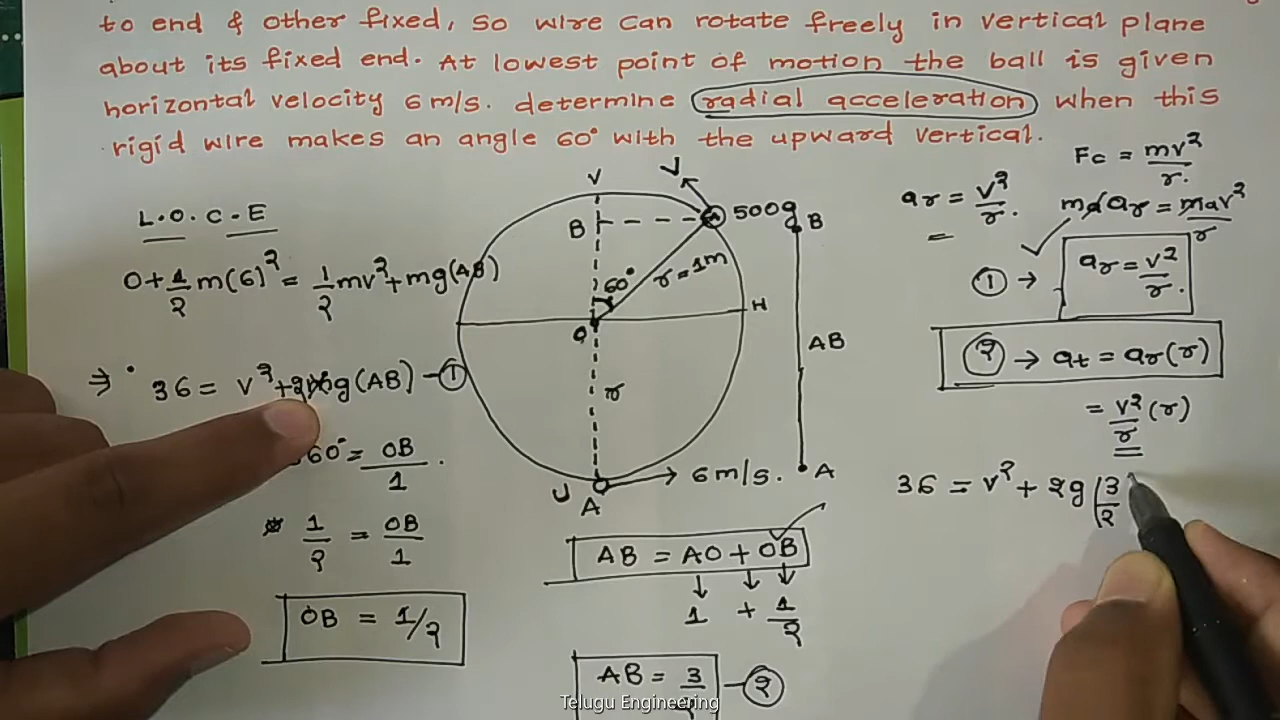 to end & other fixed, so wire can rotate freely in vertical plane
about its fixed end. At lowest point of motion the ball is given
horizontal velocity 6 m/s. determine radial acceleration when this
rigid wire makes an angle 60° with the upward vertical.
L.O.C.E
0+1/2 m(6)² = 1/2 mv²+mg(AB)
⇒ 36 = v²+2g(AB) - ①
60° = OB/1.
1/2 = OB/1
OB = 1/2
V
B
V
500g
60°
r=1m
H
O
r
U
A
6 m/s.
B
AB
A
AB = AO + OB
1 + 1/2
AB = 3/2 - ②
Fc = mv²/r.
ar = v²/r.
ar = mv²/r
① → ar = v²/r.
② → at = ar(r)
= v²/r (r)
36 = v² + 2g(3/2
Telugu Engineering